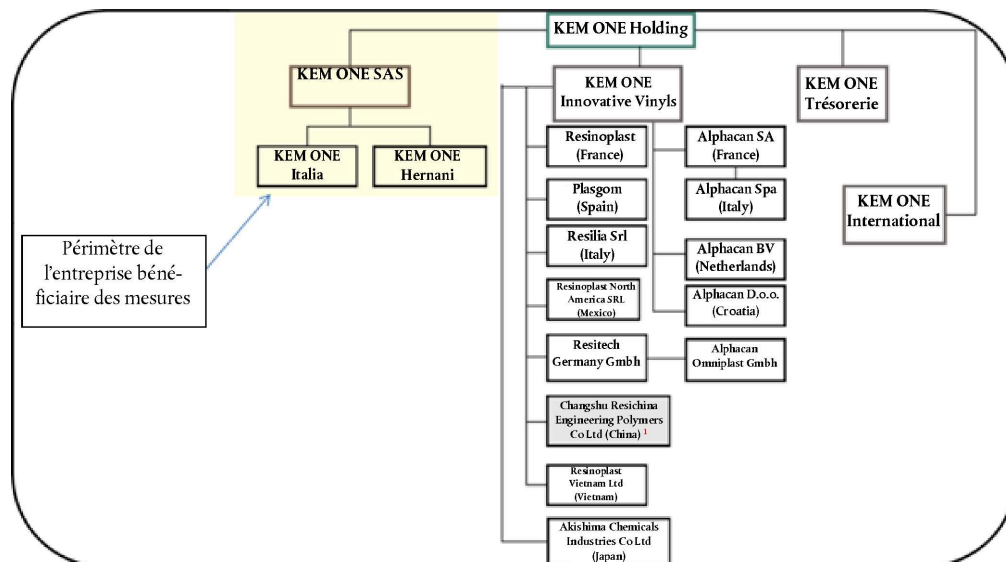 KEM ONE Holding
KEM ONE SAS
KEM ONE
Italia
KEM ONE
Hernani
Périmètre de
l'entreprise béné-
ficiaire des mesures
KEM ONE
Innovative Vinyls
Resinoplast
(France)
Plasgom
(Spain)
Resilia Srl
(Italy)
Resinoplast North
America SRL
(Mexico)
Resitech
Germany Gmbh
Changshu Resichina
Engineering Polymers
Co Ltd (China) 1
Resinoplast
Vietnam Ltd
(Vietnam)
Akishima Chemicals
Industries Co Ltd
(Japan)
Alphacan SA
(France)
Alphacan Spa
(Italy)
Alphacan BV
(Netherlands)
Alphacan D.o.o.
(Croatia)
Alphacan
Omniplast Gmbh
KEM ONE
Trésorerie
KEM ONE
International